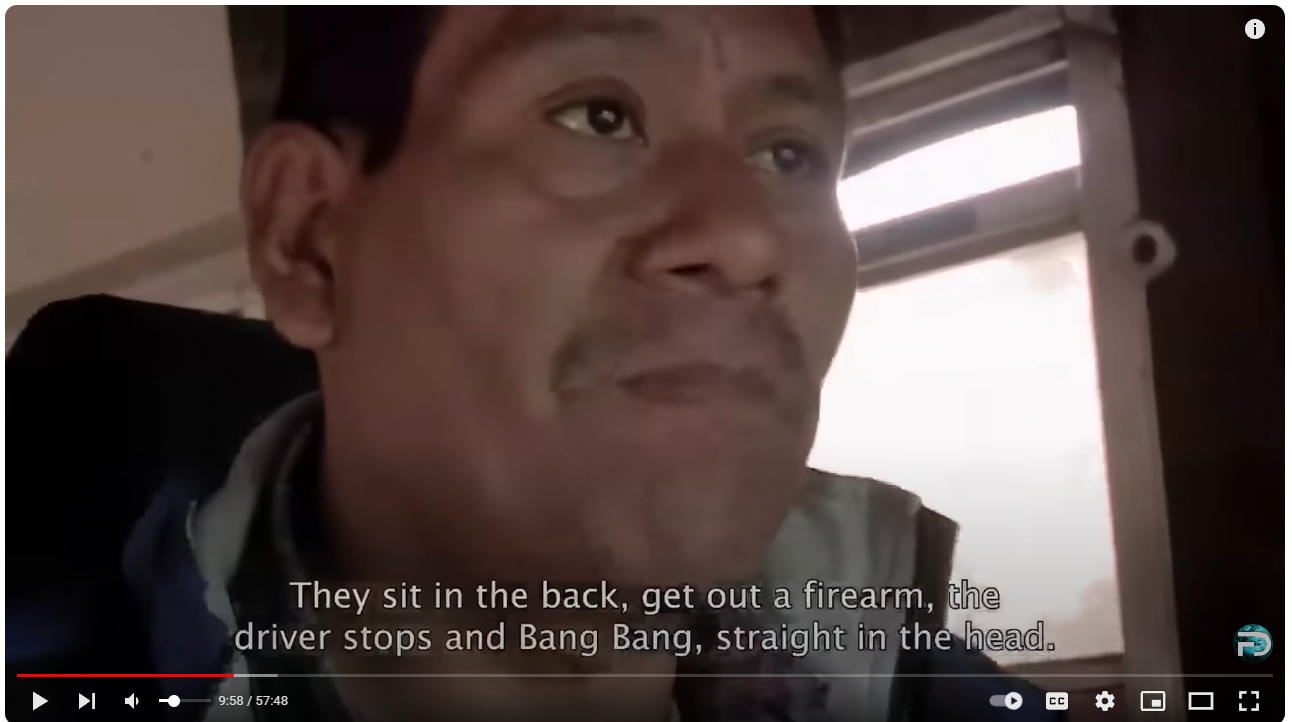 They sit in the back, get out a firearm, the
driver stops and Bang Bang, straight in the head.
9:58 / 57:48
CC